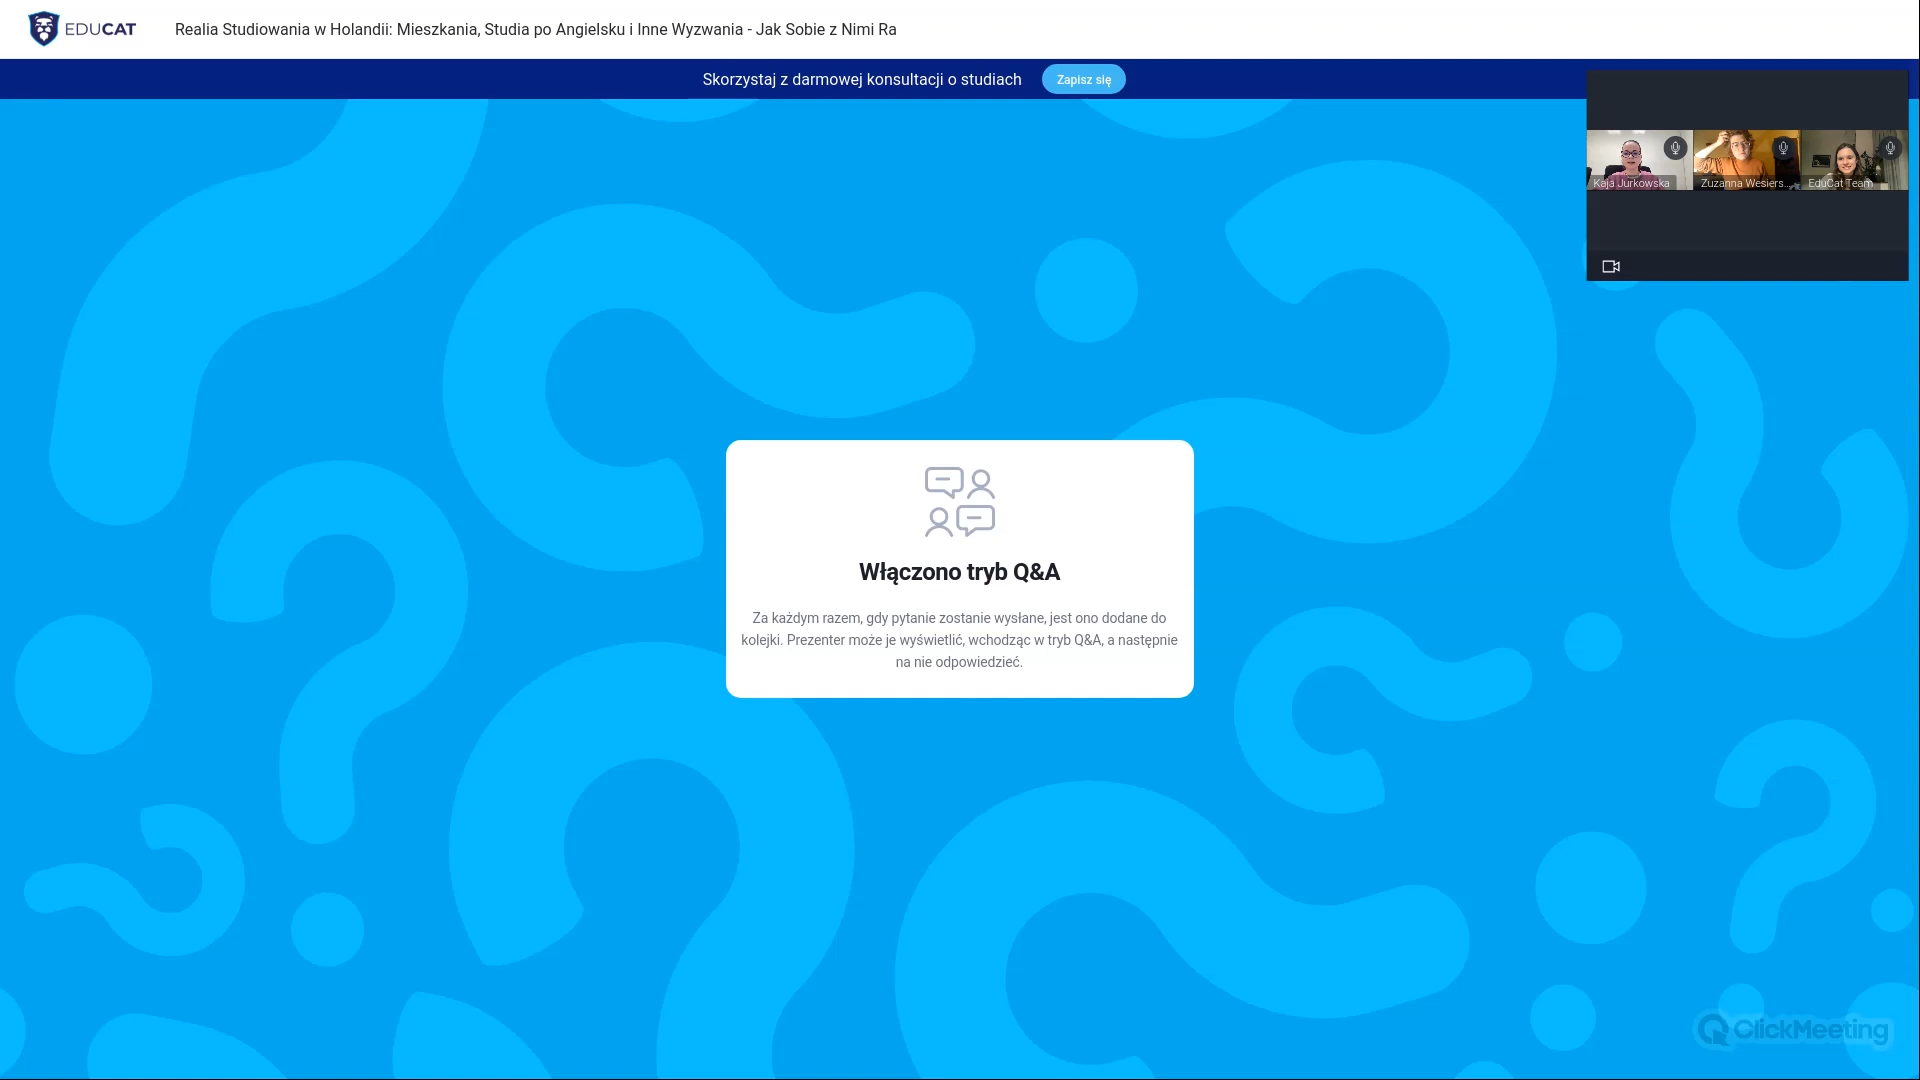 EDUCAT
Realia Studiowania w Holandii: Mieszkania, Studia po Angielsku i Inne Wyzwania - Jak Sobie z Nimi Ra
Skorzystaj z darmowej konsultacji o studiach
Zapisz się
Kaja Jurkowska
Zuzanna Wesiers...
EduCat Team
Włączono tryb Q&A
Za każdym razem, gdy pytanie zostanie wysłane, jest ono dodane do
kolejki. Prezenter może je wyświetlić, wchodząc w tryb Q&A, a następnie
na nie odpowiedzieć.
ClickMeeting